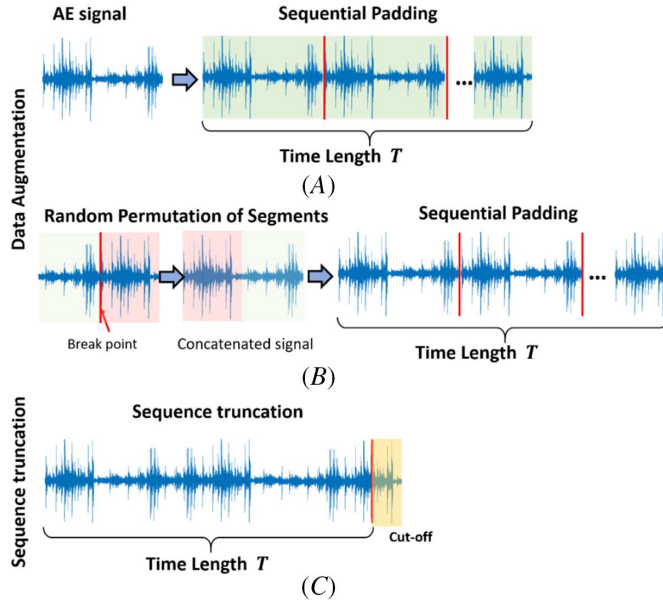 AE signal
Sequential Padding
...
Time Length T
(A)
Data Augmentation
Random Permutation of Segments
Sequential Padding
...
Break point
Concatenated signal
Time Length T
(B)
Sequence truncation
Sequence truncation
Cut-off
Time Length T
(C)